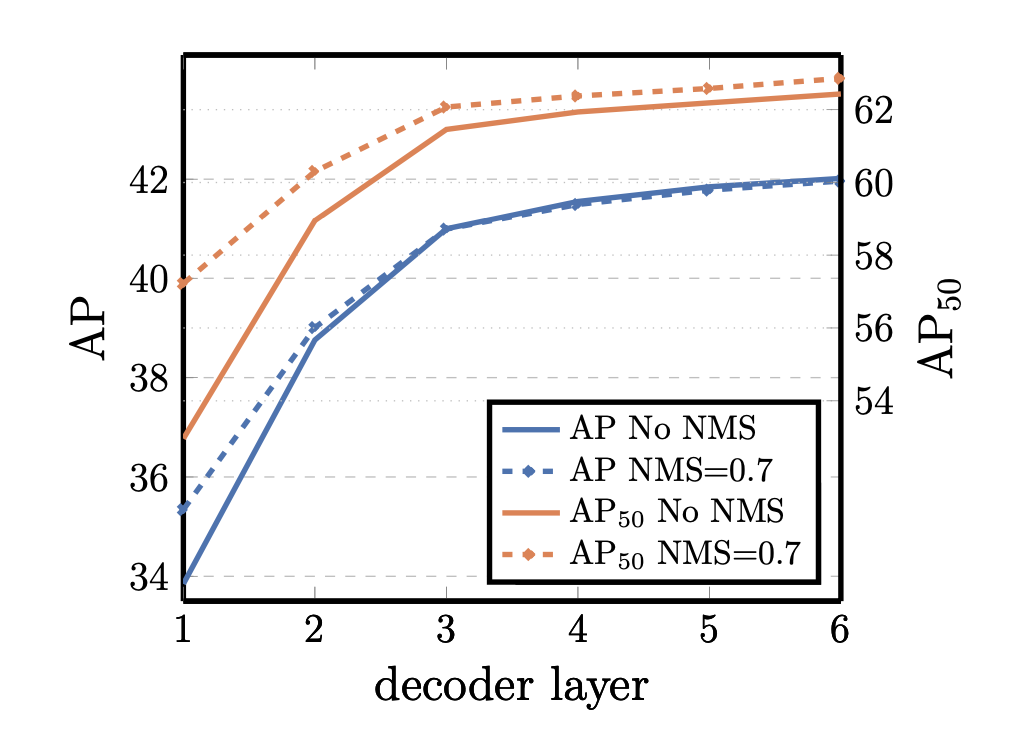 42
40
38
36
34
AP
62
60
58
56
54
AP₅₀
AP No NMS
AP NMS=0.7
AP₅₀ No NMS
AP₅₀ NMS=0.7
1 2 3 4 5 6
decoder layer